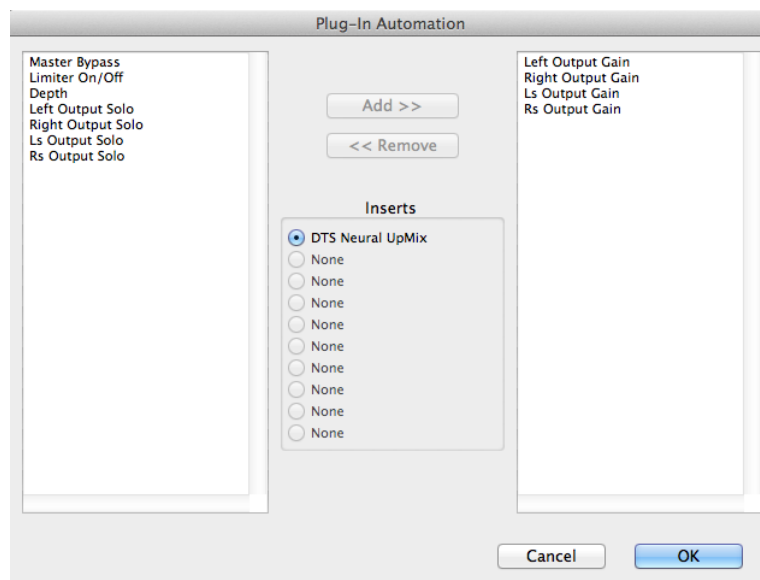 Plug-In Automation
Master Bypass
Limiter On/Off
Depth
Left Output Solo
Right Output Solo
Ls Output Solo
Rs Output Solo
Add >>
<< Remove
Inserts
DTS Neural UpMix
None
None
None
None
None
None
None
None
None
Left Output Gain
Right Output Gain
Ls Output Gain
Rs Output Gain
Cancel
OK